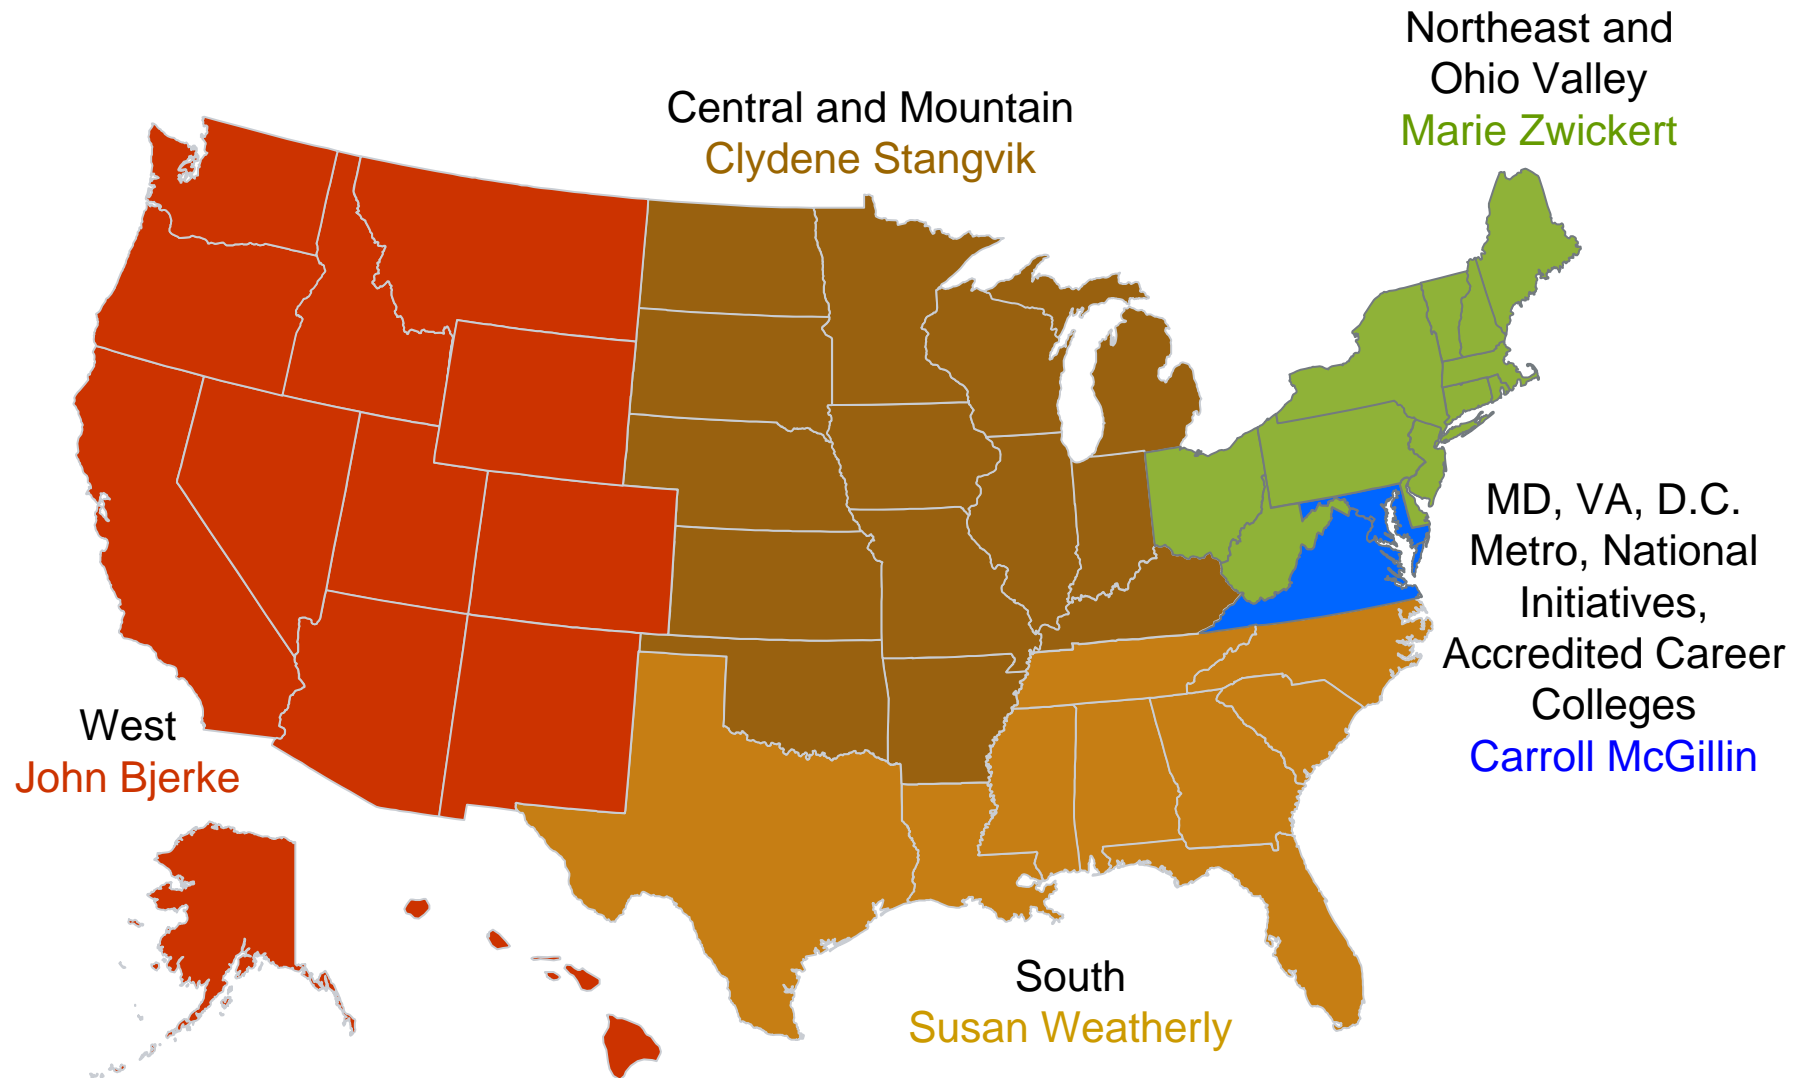 Northeast and
Ohio Valley
Marie Zwickert
Central and Mountain
Clydene Stangvik
MD, VA, D.C.
Metro, National
Initiatives,
Accredited Career
Colleges
Carroll McGillin
West
John Bjerke
South
Susan Weatherly